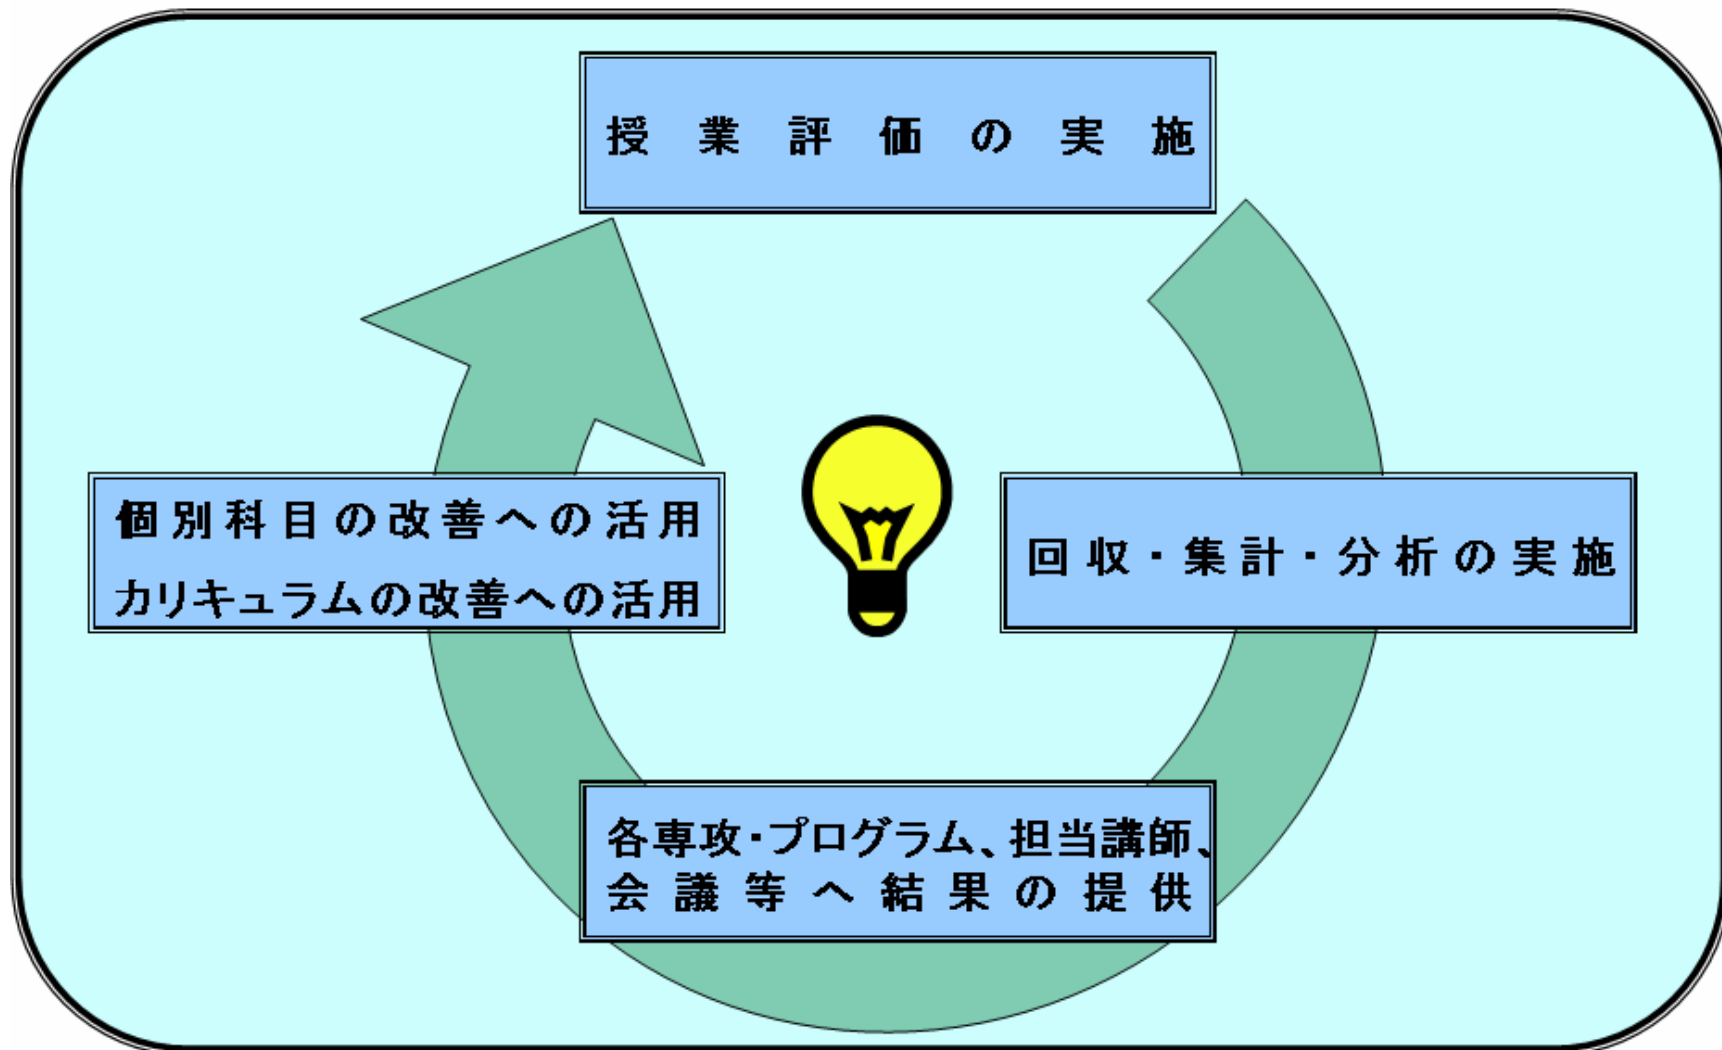 授業評価の実施
個別科目の改善への活用
カリキュラムの改善への活用
回収・集計・分析の実施
各専攻・プログラム、担当講師、
会議等へ結果の提供